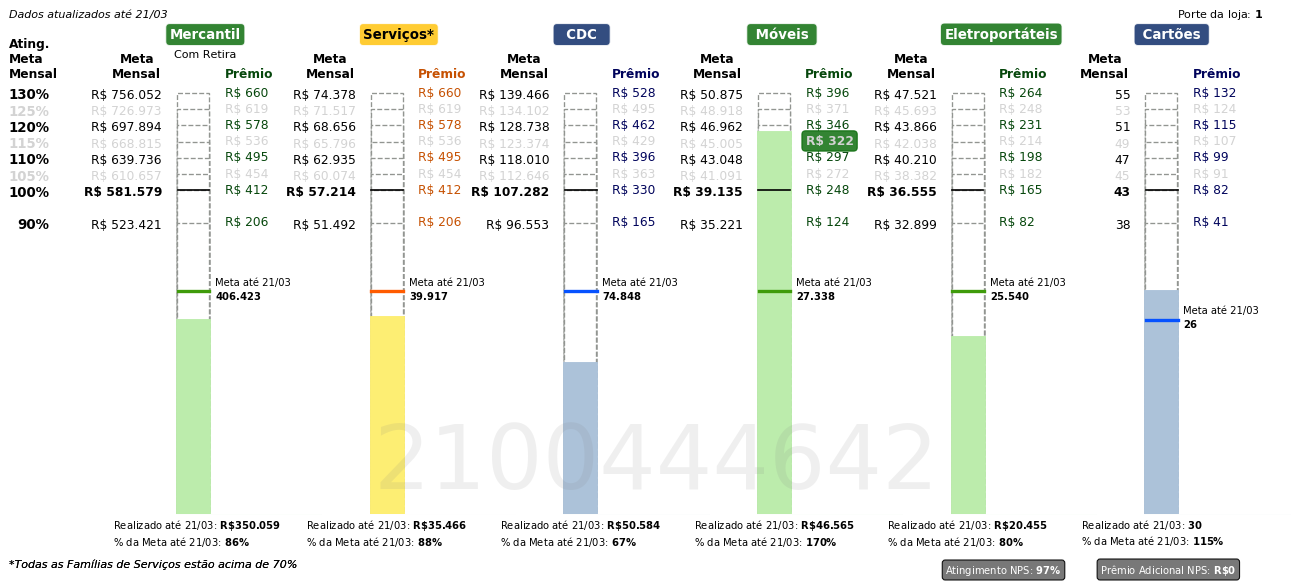 Dados atualizados até 21/03
Porte da loja: 1
Mercantil Serviços* CDC Móveis Eletroportáteis Cartões
Com Retira
Ating. Meta Mensal
Meta Mensal Prêmio Meta Mensal Prêmio Meta Mensal Prêmio Meta Mensal Prêmio Meta Mensal Prêmio Meta Mensal Prêmio
130% R$ 756.052 R$ 660 R$ 74.378 R$ 660 R$ 139.466 R$ 528 R$ 50.875 R$ 396 R$ 47.521 R$ 264 55 R$ 132
125% R$ 726.973 R$ 619 R$ 71.517 R$ 619 R$ 134.102 R$ 495 R$ 48.918 R$ 371 R$ 45.693 R$ 248 53 R$ 124
120% R$ 697.894 R$ 578 R$ 68.656 R$ 578 R$ 128.738 R$ 462 R$ 46.962 R$ 346 R$ 43.866 R$ 231 51 R$ 115
115% R$ 668.815 R$ 536 R$ 65.796 R$ 536 R$ 123.374 R$ 429 R$ 45.005 R$ 322 R$ 42.038 R$ 214 49 R$ 107
110% R$ 639.736 R$ 495 R$ 62.935 R$ 495 R$ 118.010 R$ 396 R$ 43.048 R$ 297 R$ 40.210 R$ 198 47 R$ 99
105% R$ 610.657 R$ 454 R$ 60.074 R$ 454 R$ 112.646 R$ 363 R$ 41.091 R$ 272 R$ 38.382 R$ 182 45 R$ 91
100% R$ 581.579 R$ 412 R$ 57.214 R$ 412 R$ 107.282 R$ 330 R$ 39.135 R$ 248 R$ 36.555 R$ 165 43 R$ 82
90% R$ 523.421 R$ 206 R$ 51.492 R$ 206 R$ 96.553 R$ 165 R$ 35.221 R$ 124 R$ 32.899 R$ 82 38 R$ 41
Meta até 21/03 Meta até 21/03 Meta até 21/03 Meta até 21/03 Meta até 21/03
406.423 39.917 74.848 27.338 25.540
Meta até 21/03
26
2100444642
Realizado até 21/03: R$350.059 Realizado até 21/03: R$35.466 Realizado até 21/03: R$50.584 Realizado até 21/03: R$46.565 Realizado até 21/03: R$20.455 Realizado até 21/03: 30
% da Meta até 21/03: 86% % da Meta até 21/03: 88% % da Meta até 21/03: 67% % da Meta até 21/03: 170% % da Meta até 21/03: 80% % da Meta até 21/03: 115%
*Todas as Famílias de Serviços estão acima de 70%
Atingimento NPS: 97% Prêmio Adicional NPS: R$0